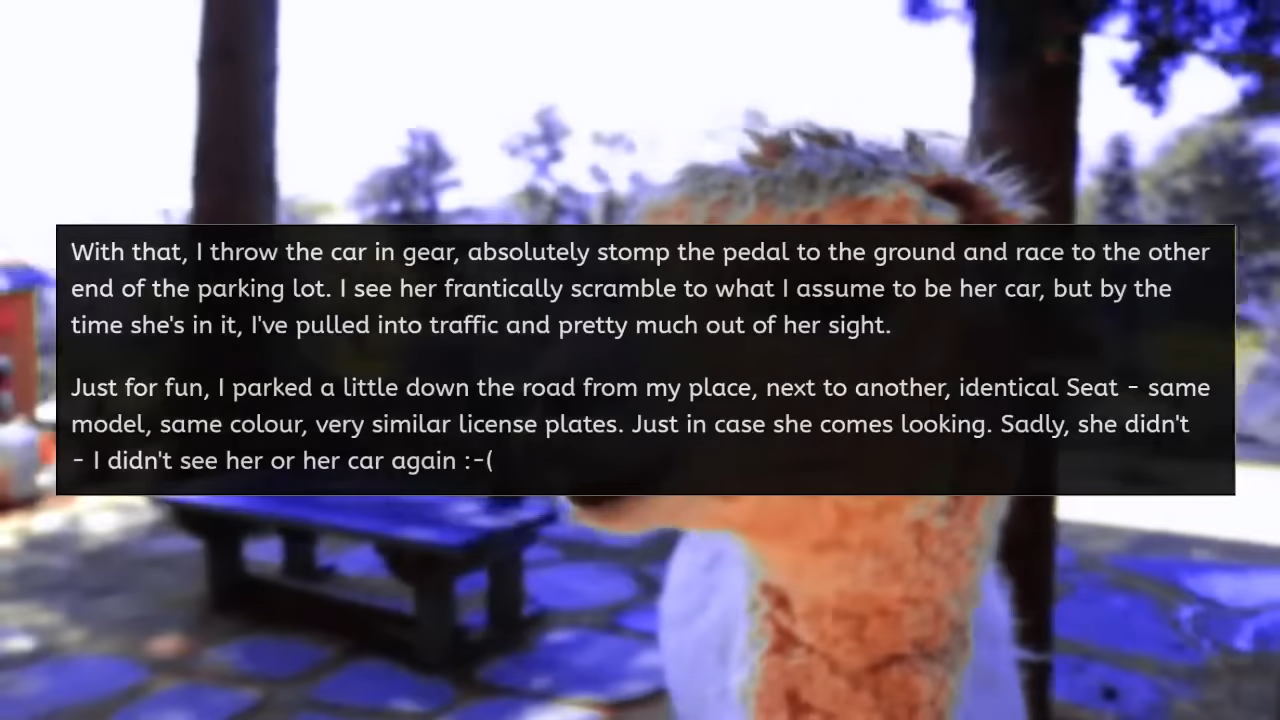 With that, I throw the car in gear, absolutely stomp the pedal to the ground and race to the other
end of the parking lot. I see her frantically scramble to what I assume to be her car, but by the
time she's in it, I've pulled into traffic and pretty much out of her sight.
Just for fun, I parked a little down the road from my place, next to another, identical Seat - same
model, same colour, very similar license plates. Just in case she comes looking. Sadly, she didn't
- I didn't see her or her car again :-(